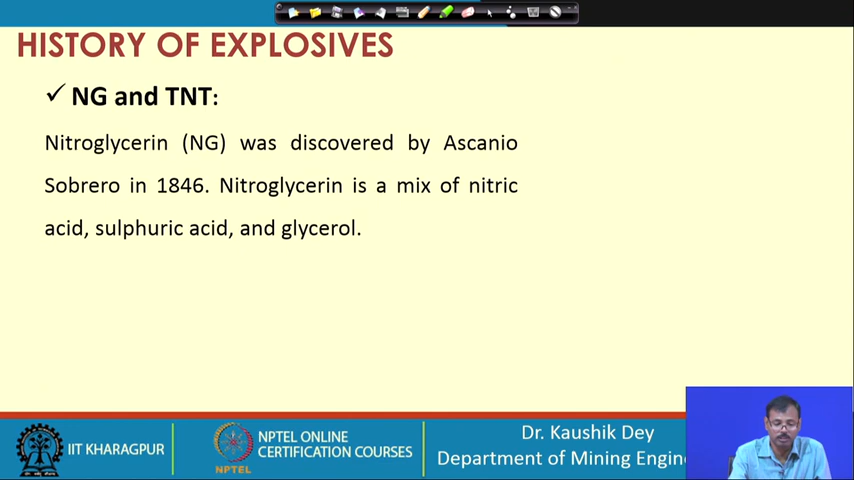 HISTORY OF EXPLOSIVES
✓ NG and TNT:
Nitroglycerin (NG) was discovered by Ascanio
Sobrero in 1846. Nitroglycerin is a mix of nitric
acid, sulphuric acid, and glycerol.
IIT KHARAGPUR
NPTEL
NPTEL ONLINE
CERTIFICATION COURSES
Dr. Kaushik Dey
Department of Mining Engine